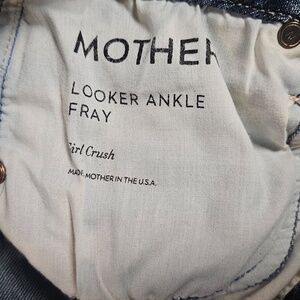 MOTHER
LOOKER ANKLE
FRAY
Girl Crush
MADE: MOTHER IN THE U.S.A.